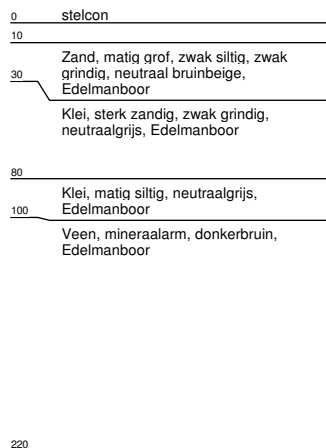 0 stelcon
10
Zand, matig grof, zwak siltig, zwak
30 grindig, neutraal bruinbeige,
Edelmanboor
Klei, sterk zandig, zwak grindig,
neutraalgrijs, Edelmanboor
80
Klei, matig siltig, neutraalgrijs,
100 Edelmanboor
Veen, mineraalarm, donkerbruin,
Edelmanboor
220